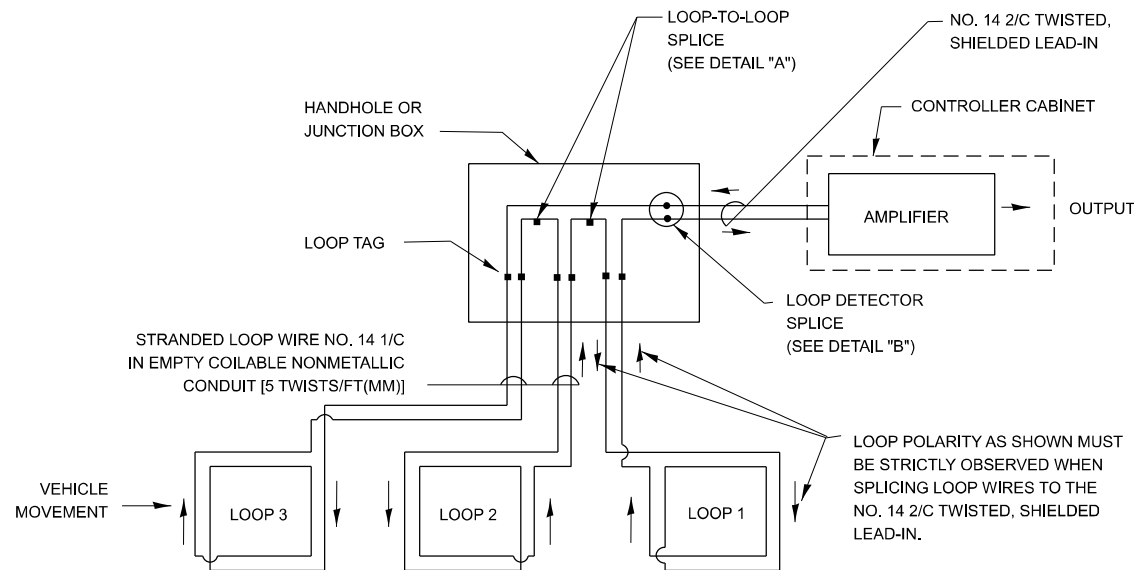 LOOP-TO-LOOP
SPLICE
(SEE DETAIL "A")
NO. 14 2/C TWISTED,
SHIELDED LEAD-IN
HANDHOLE OR
JUNCTION BOX
CONTROLLER CABINET
AMPLIFIER
OUTPUT
LOOP TAG
LOOP DETECTOR
SPLICE
(SEE DETAIL "B")
STRANDED LOOP WIRE NO. 14 1/C
IN EMPTY COILABLE NONMETALLIC
CONDUIT [5 TWISTS/FT(MM)]
LOOP POLARITY AS SHOWN MUST
BE STRICTLY OBSERVED WHEN
SPLICING LOOP WIRES TO THE
NO. 14 2/C TWISTED, SHIELDED
LEAD-IN.
VEHICLE
MOVEMENT
LOOP 3
LOOP 2
LOOP 1